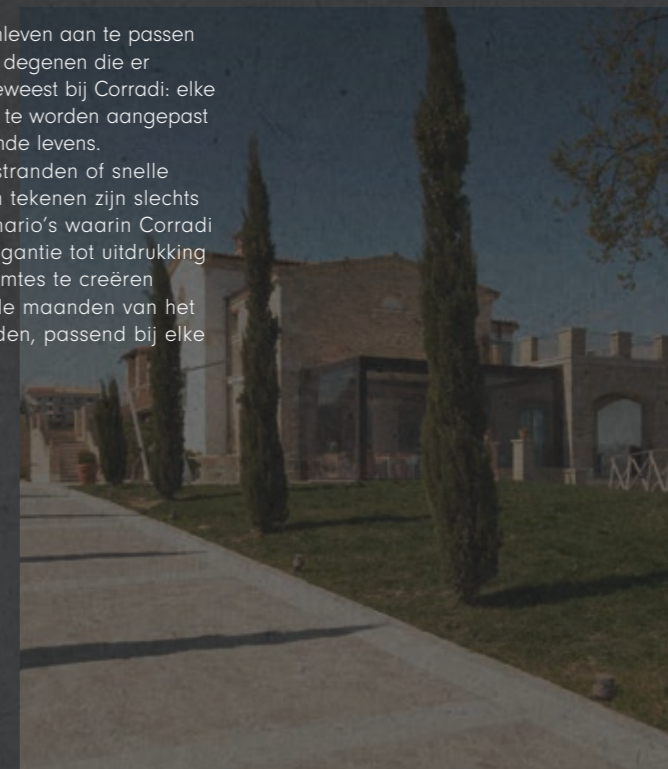 leven aan te passen
degenen die er
eweest bij Corradi: elke
te worden aangepast
nde levens.
stranden of snelle
tekenen zijn slechts
nario’s waarin Corradi
gantie tot uitdrukking
mtes te creëren
de maanden van het
den, passend bij elke